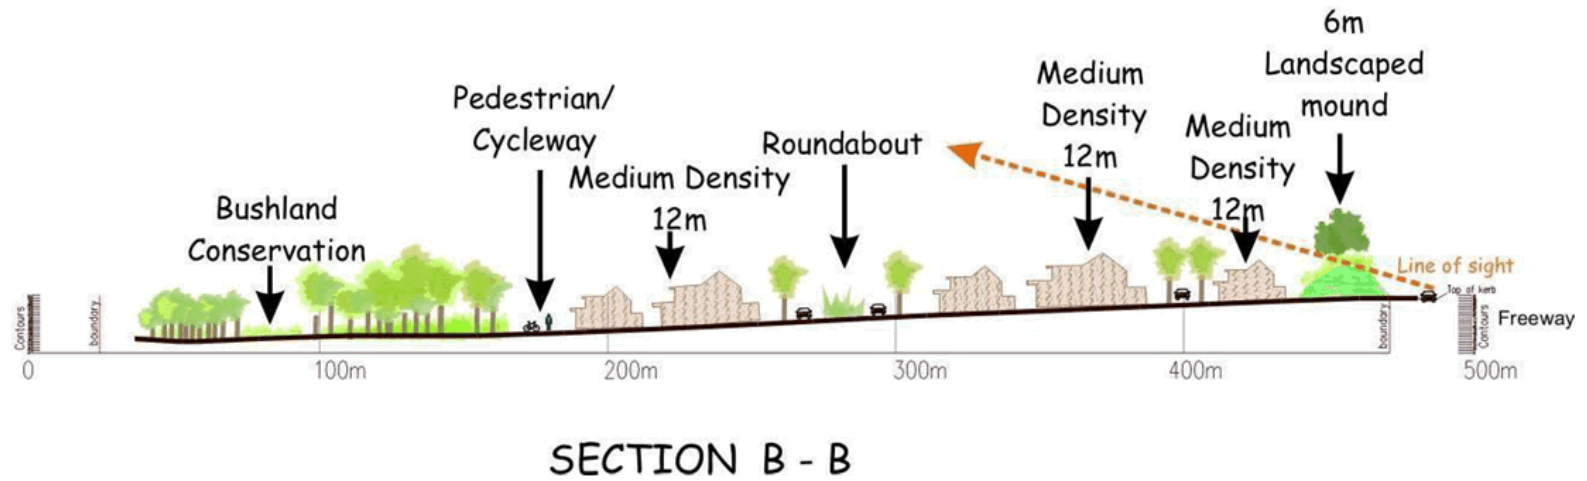 6m
Landscaped
mound
Medium
Density
12m
Pedestrian/
Cycleway
Medium
Density
12m
Roundabout
Medium Density
12m
Bushland
Conservation
Line of sight
Top of kerb
Contours
boundary
boundary
Contours
Freeway
0
100m
200m
300m
400m
500m
SECTION B - B